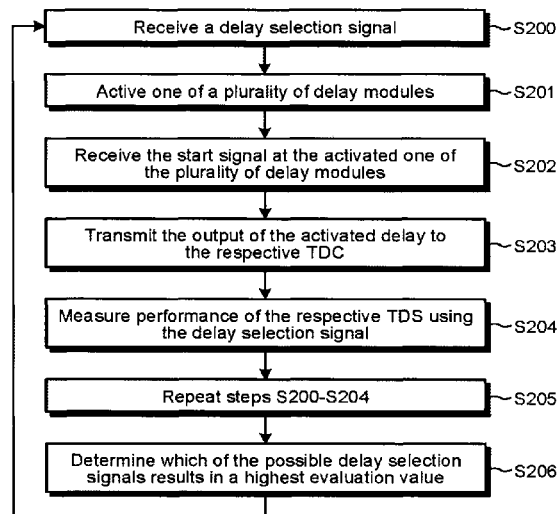 Receive a delay selection signal
S200
Active one of a plurality of delay modules
S201
Receive the start signal at the activated one of
the plurality of delay modules
S202
Transmit the output of the activated delay to
the respective TDC
S203
Measure performance of the respective TDS using
the delay selection signal
S204
Repeat steps S200-S204
S205
Determine which of the possible delay selection
signals results in a highest evaluation value
S206